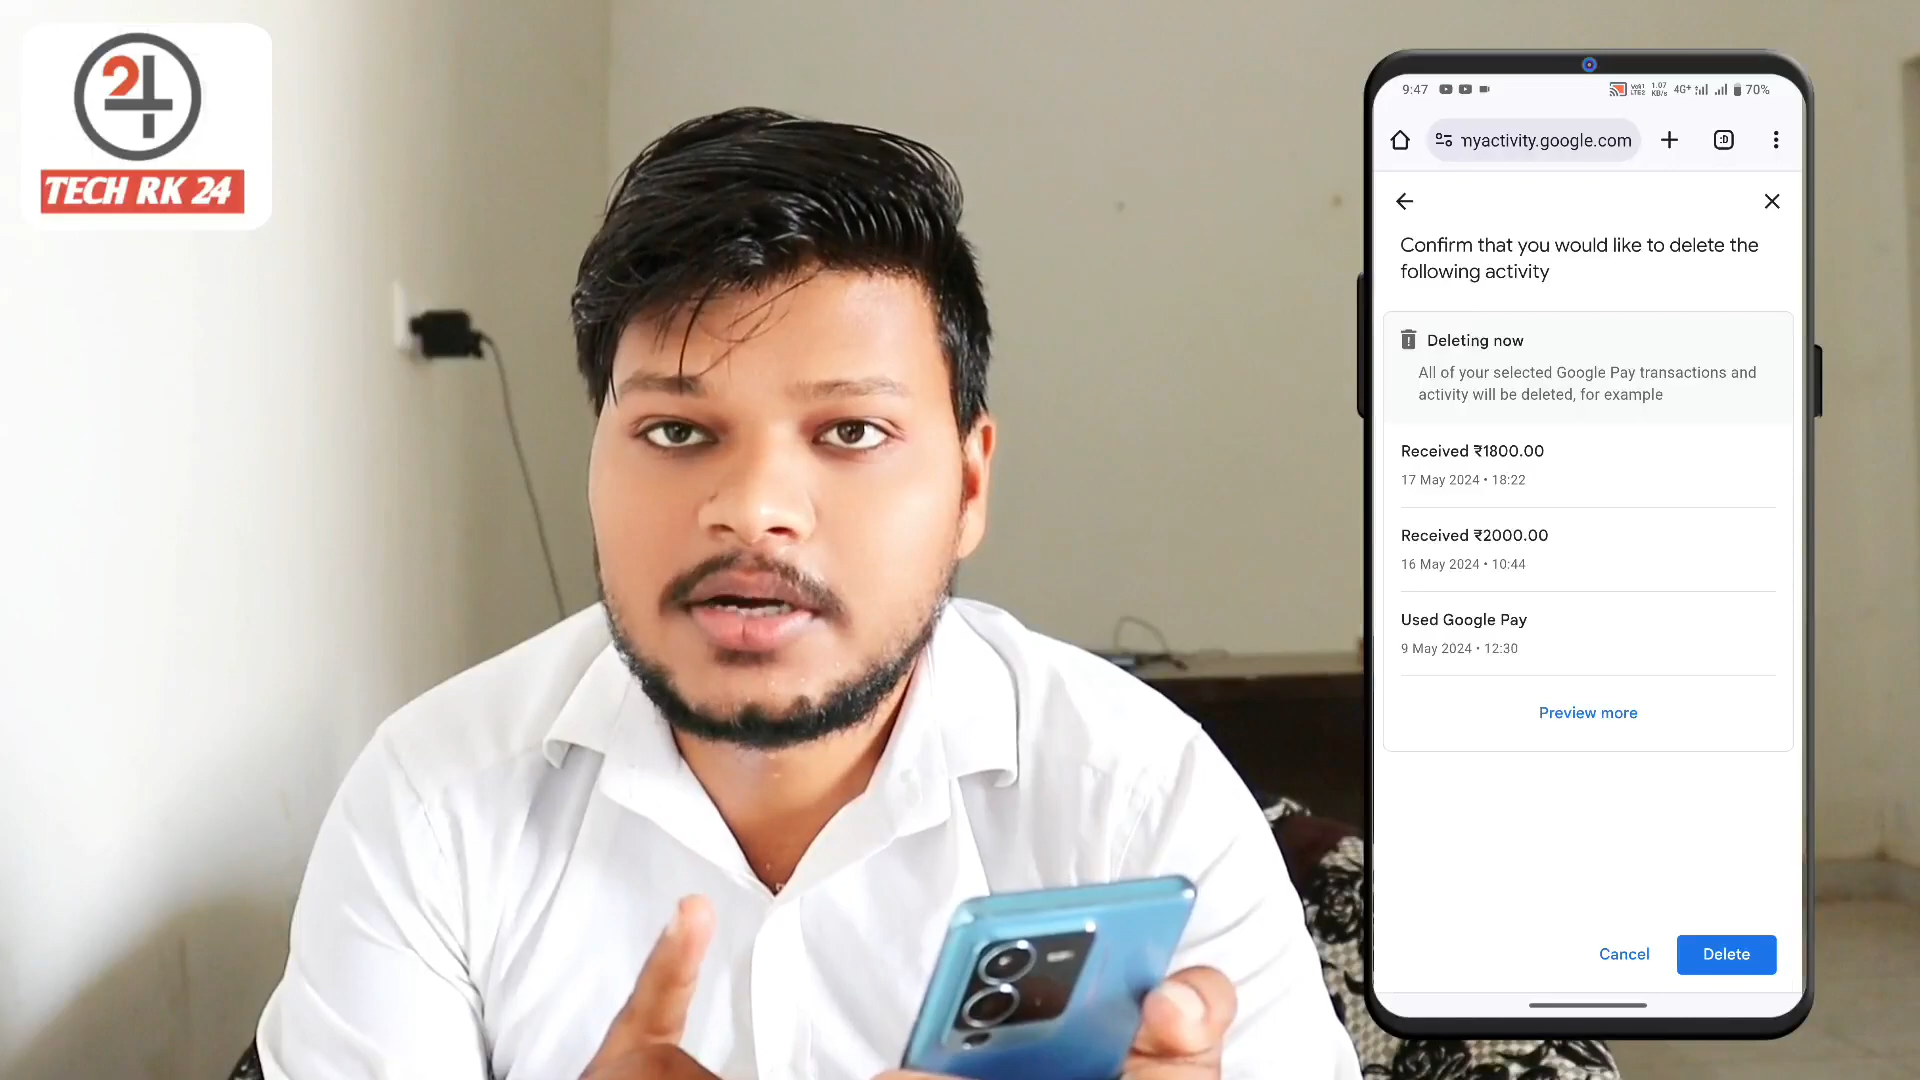 24
TECH RK 24
9:47
4G+
70%
myactivity.google.com
Confirm that you would like to delete the
following activity
Deleting now
All of your selected Google Pay transactions and
activity will be deleted, for example
Received ₹1800.00
17 May 2024 • 18:22
Received ₹2000.00
16 May 2024 • 10:44
Used Google Pay
9 May 2024 • 12:30
Preview more
Cancel
Delete